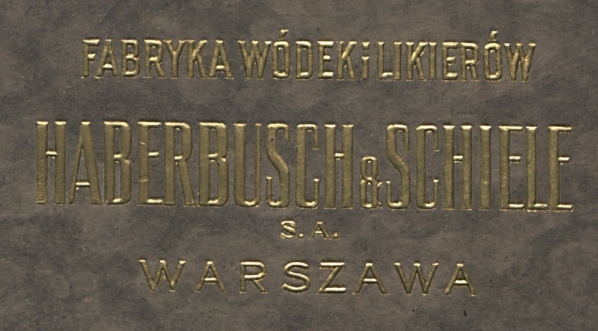 FABRYKA WÓDEK i LIKIERÓW
HABERBUSCH & SCHIELE
S. A.
WARSZAWA